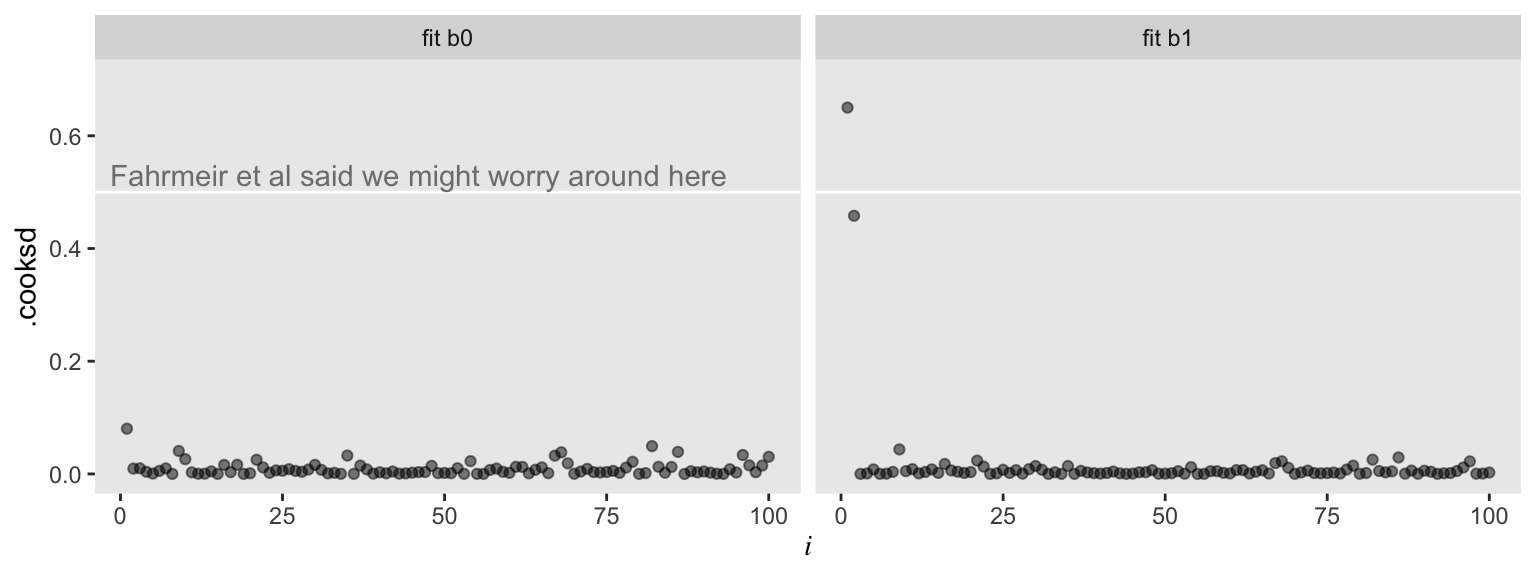 fit b0
fit b1
0.6
Fahrmeir et al said we might worry around here
0.4
.cooksd
0.2
0.0
0 25 50 75 100
0 25 50 75 100
i